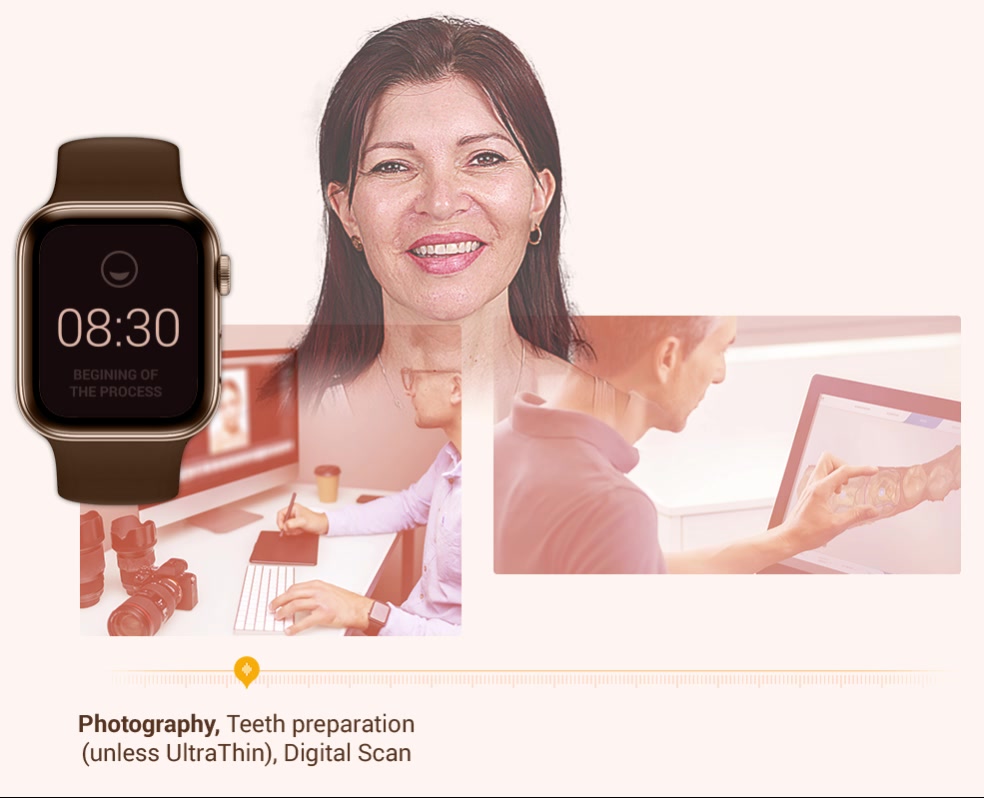 08:30
BEGINING OF
THE PROCESS
Photography, Teeth preparation
(unless UltraThin), Digital Scan